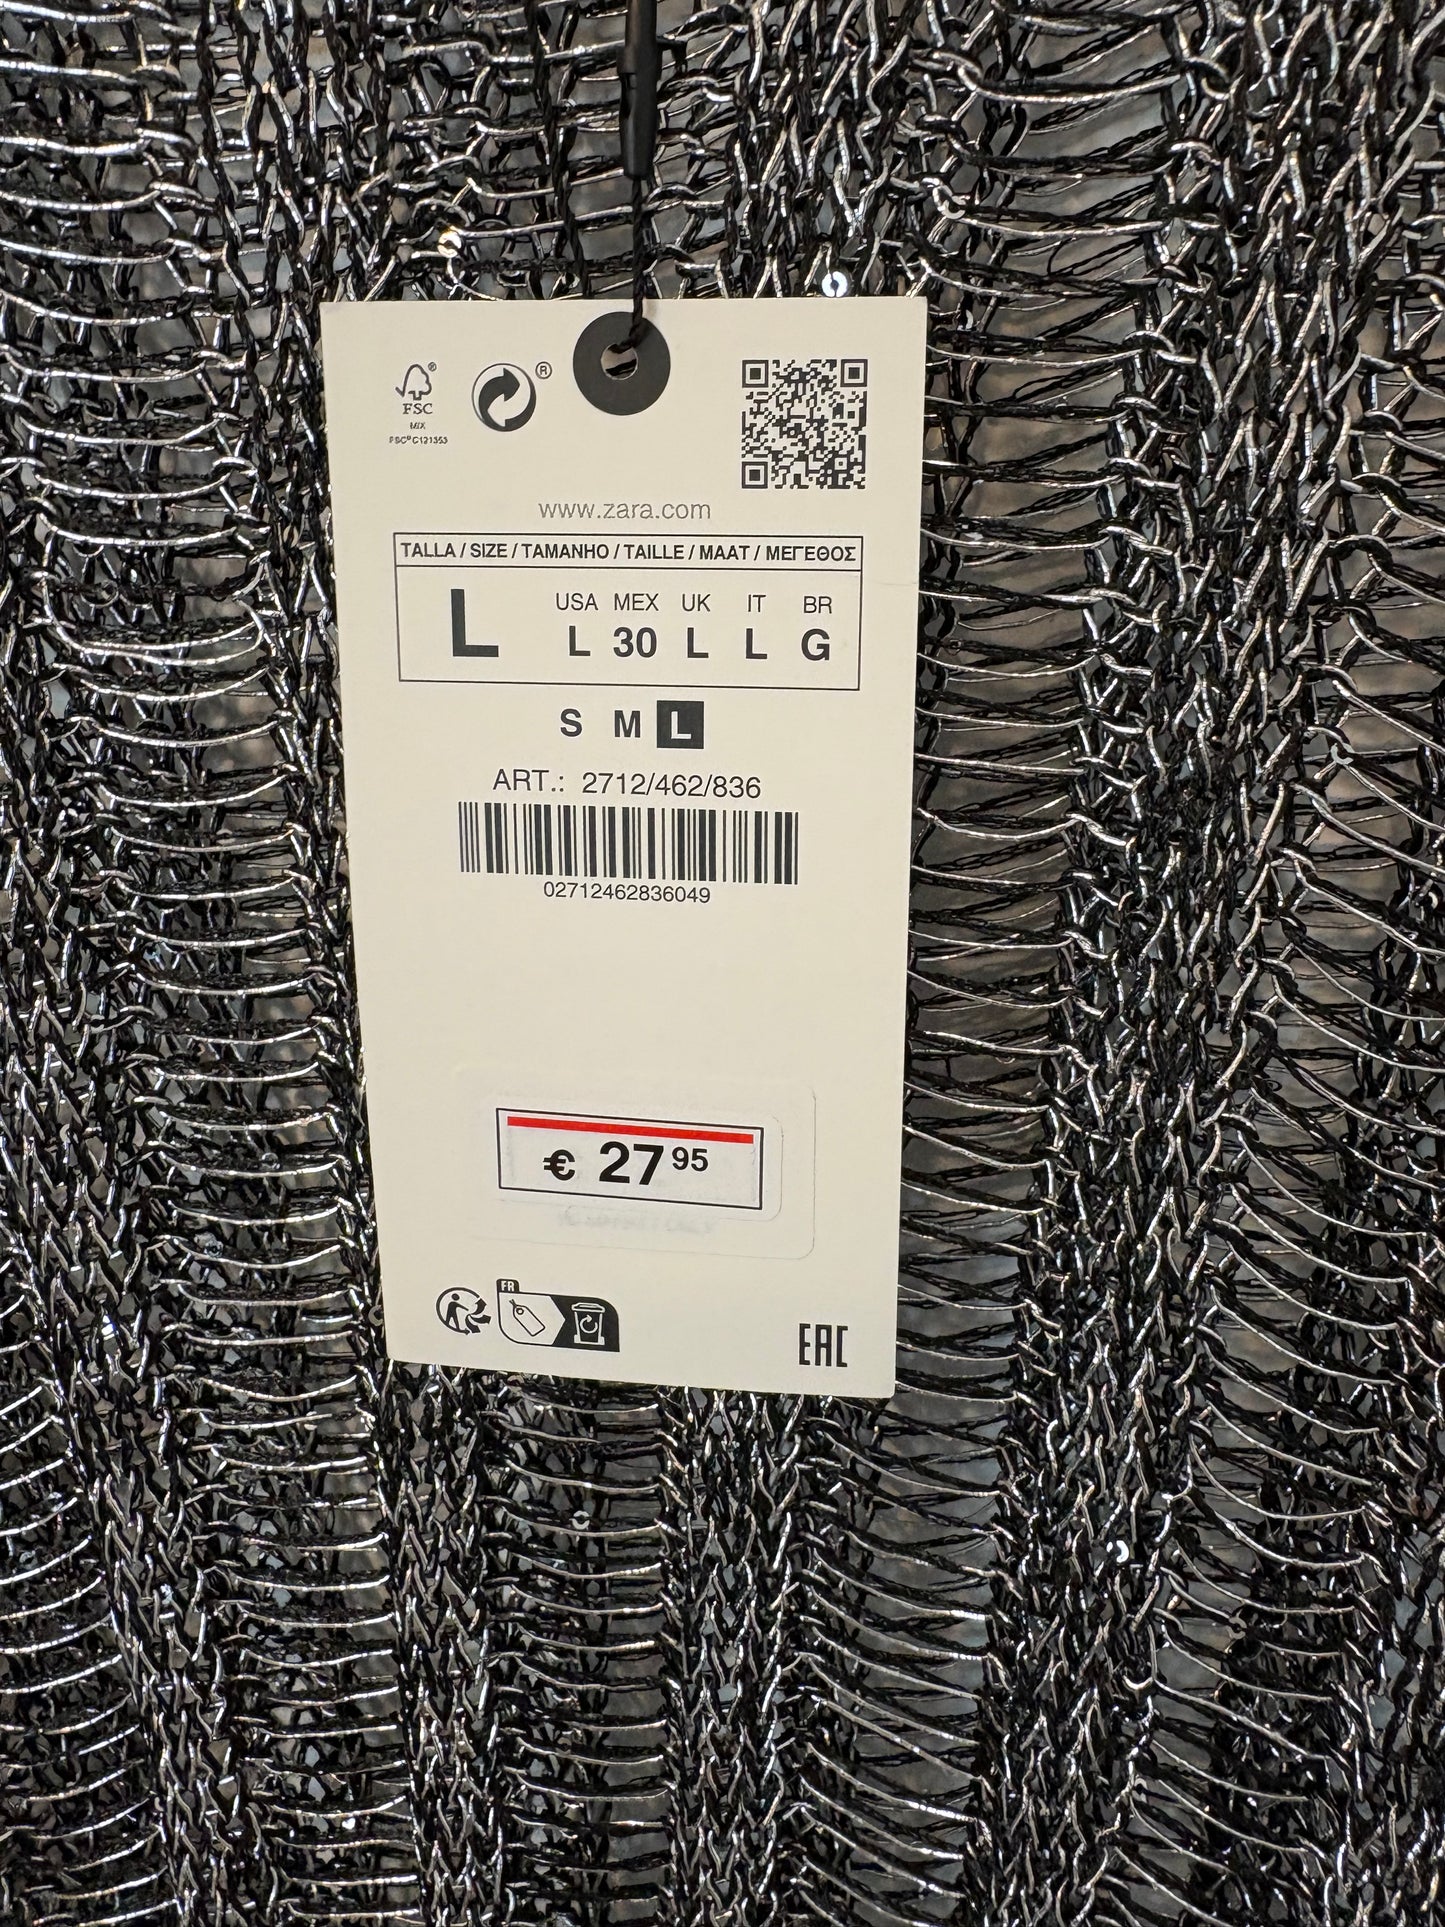 ®
®
FSC
MIX
FSC® C121353
www.zara.com
TALLA / SIZE / TAMANHO / TAILLE / MAAT / ΜΕΓΕΘΟΣ
USA MEX UK IT BR
L L 30 L L G
S M L
ART.: 2712/462/836
02712462836049
€ 27 95
FR
EAC